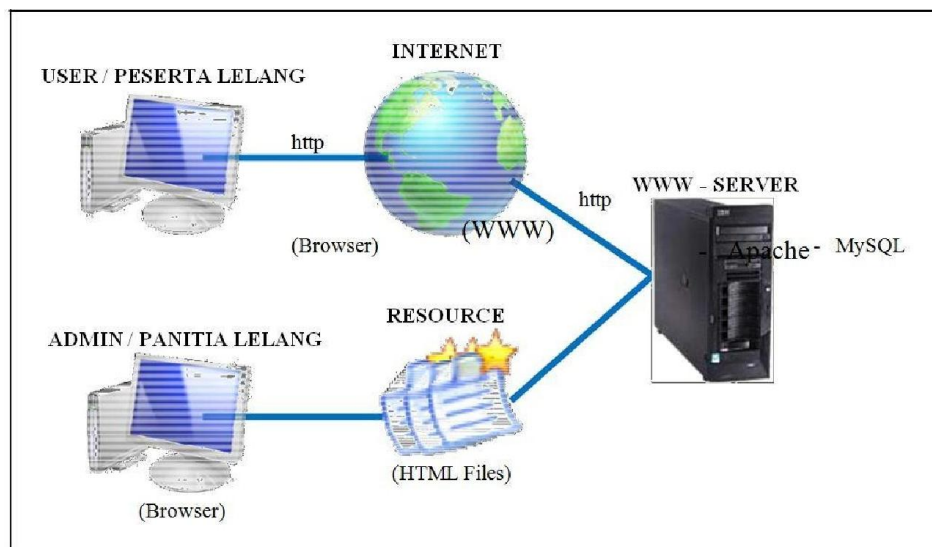 INTERNET
USER / PESERTA LELANG
http
WWW - SERVER
http
(WWW)
(Browser)
- Apache - MySQL
RESOURCE
ADMIN / PANITIA LELANG
(HTML Files)
(Browser)